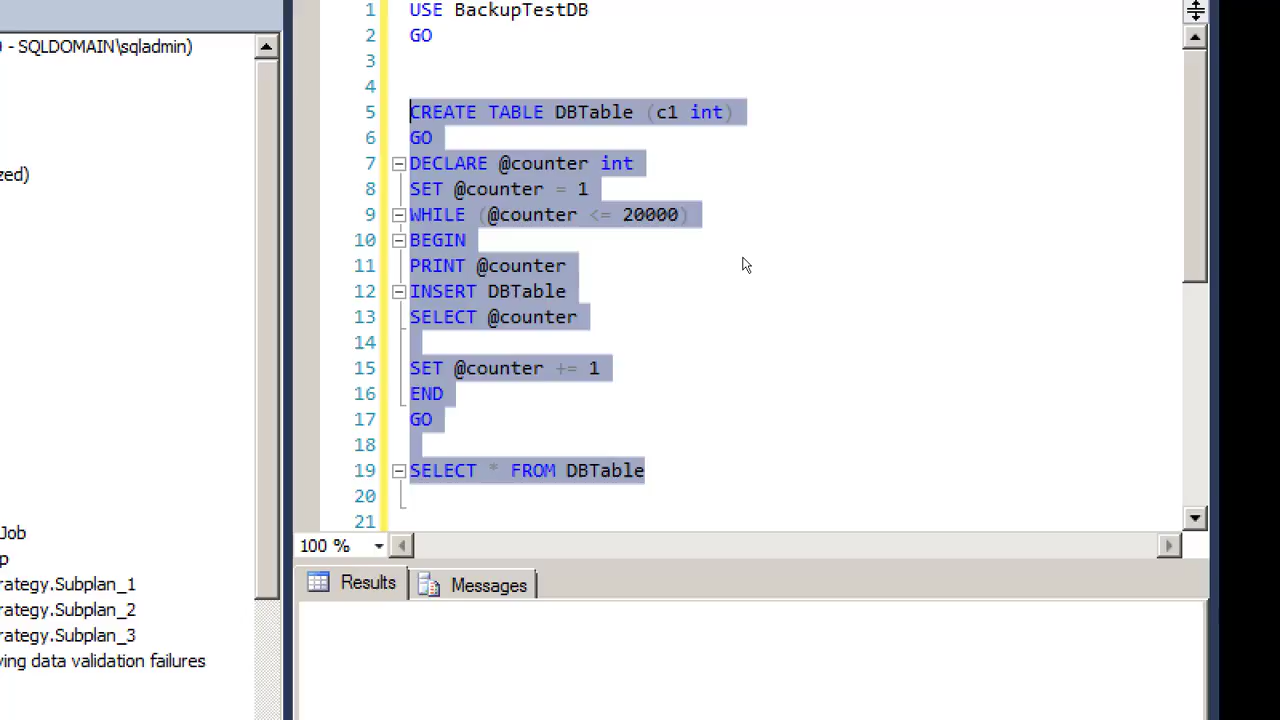 - SQLDOMAIN\sqladmin)
zed)
Job
p
rategy.Subplan_1
rategy.Subplan_2
rategy.Subplan_3
ving data validation failures
1 USE BackupTestDB
2 GO
3
4
5 CREATE TABLE DBTable (c1 int)
6 GO
7 DECLARE @counter int
8 SET @counter = 1
9 WHILE (@counter <= 20000)
10 BEGIN
11 PRINT @counter
12 INSERT DBTable
13 SELECT @counter
14
15 SET @counter += 1
16 END
17 GO
18
19 SELECT * FROM DBTable
20
21
100 %
Results Messages